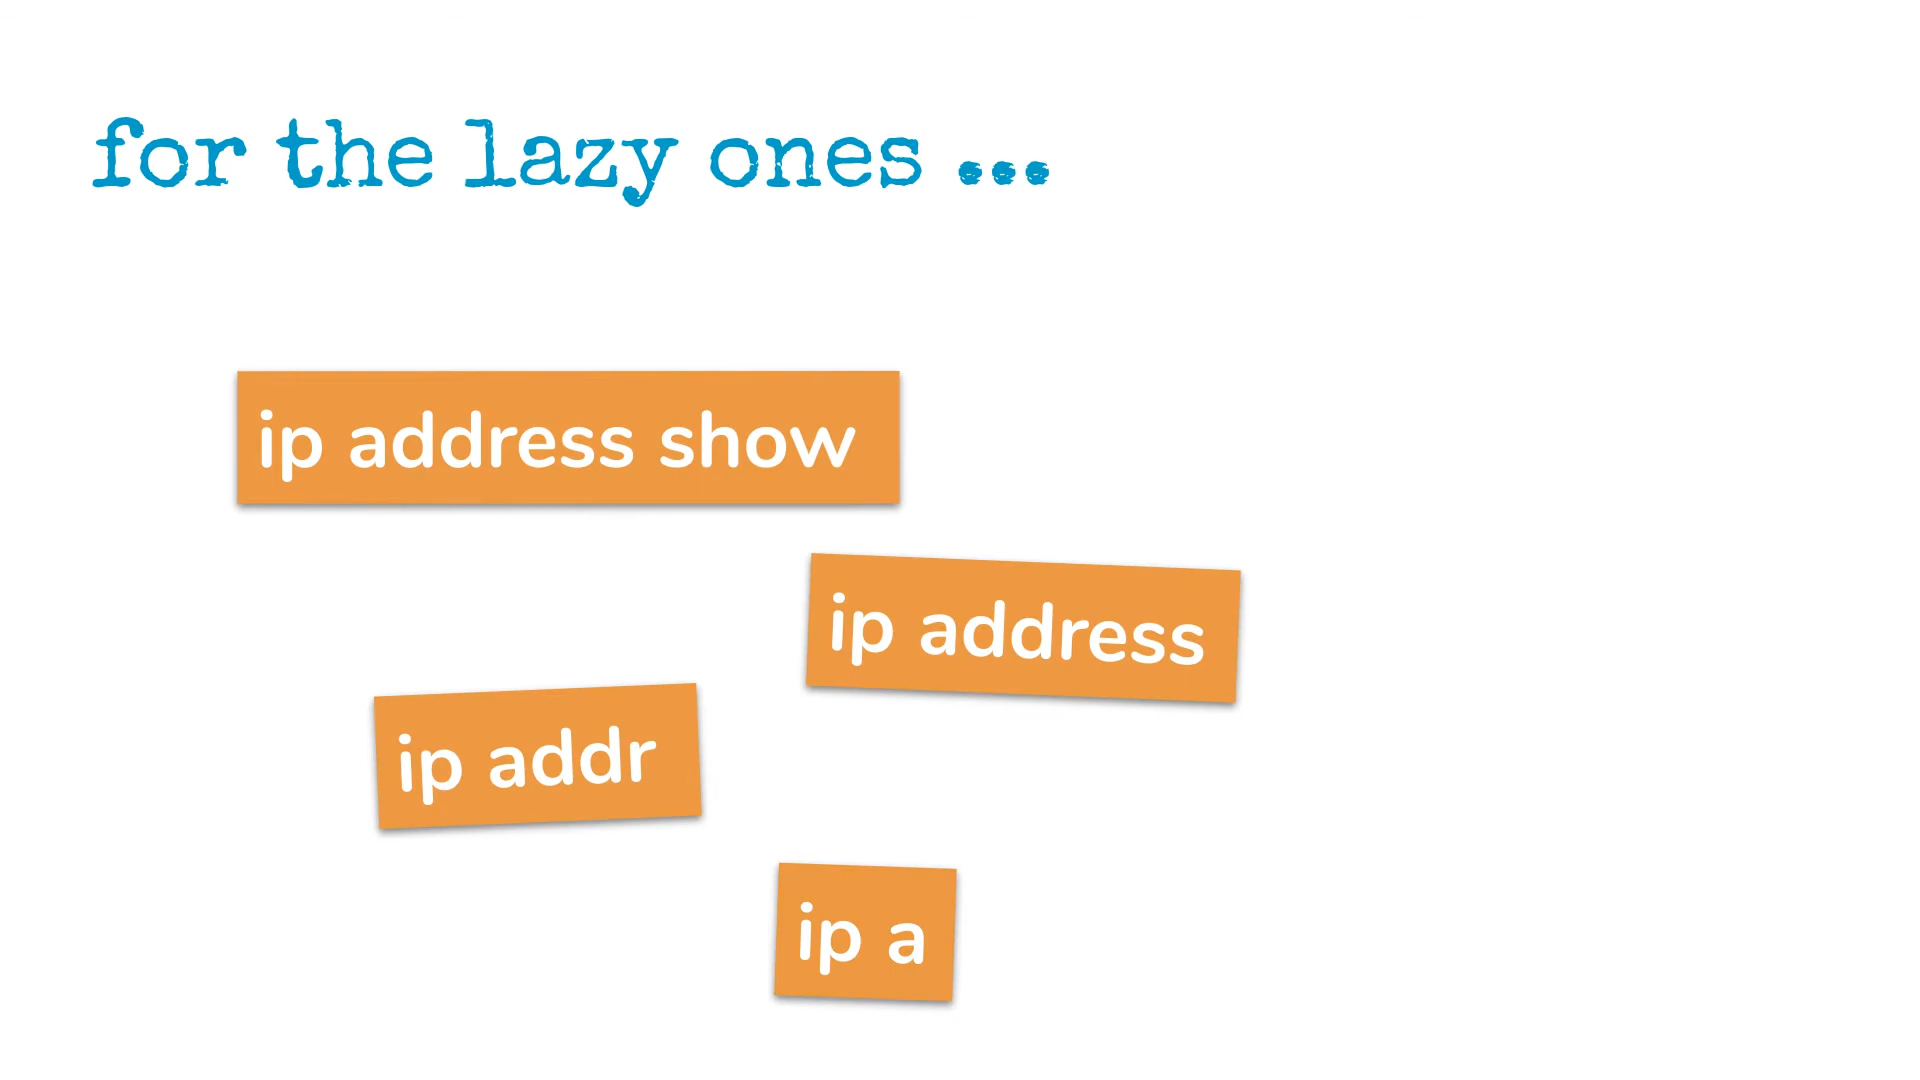 for the lazy ones ...
ip address show
ip address
ip addr
ip a